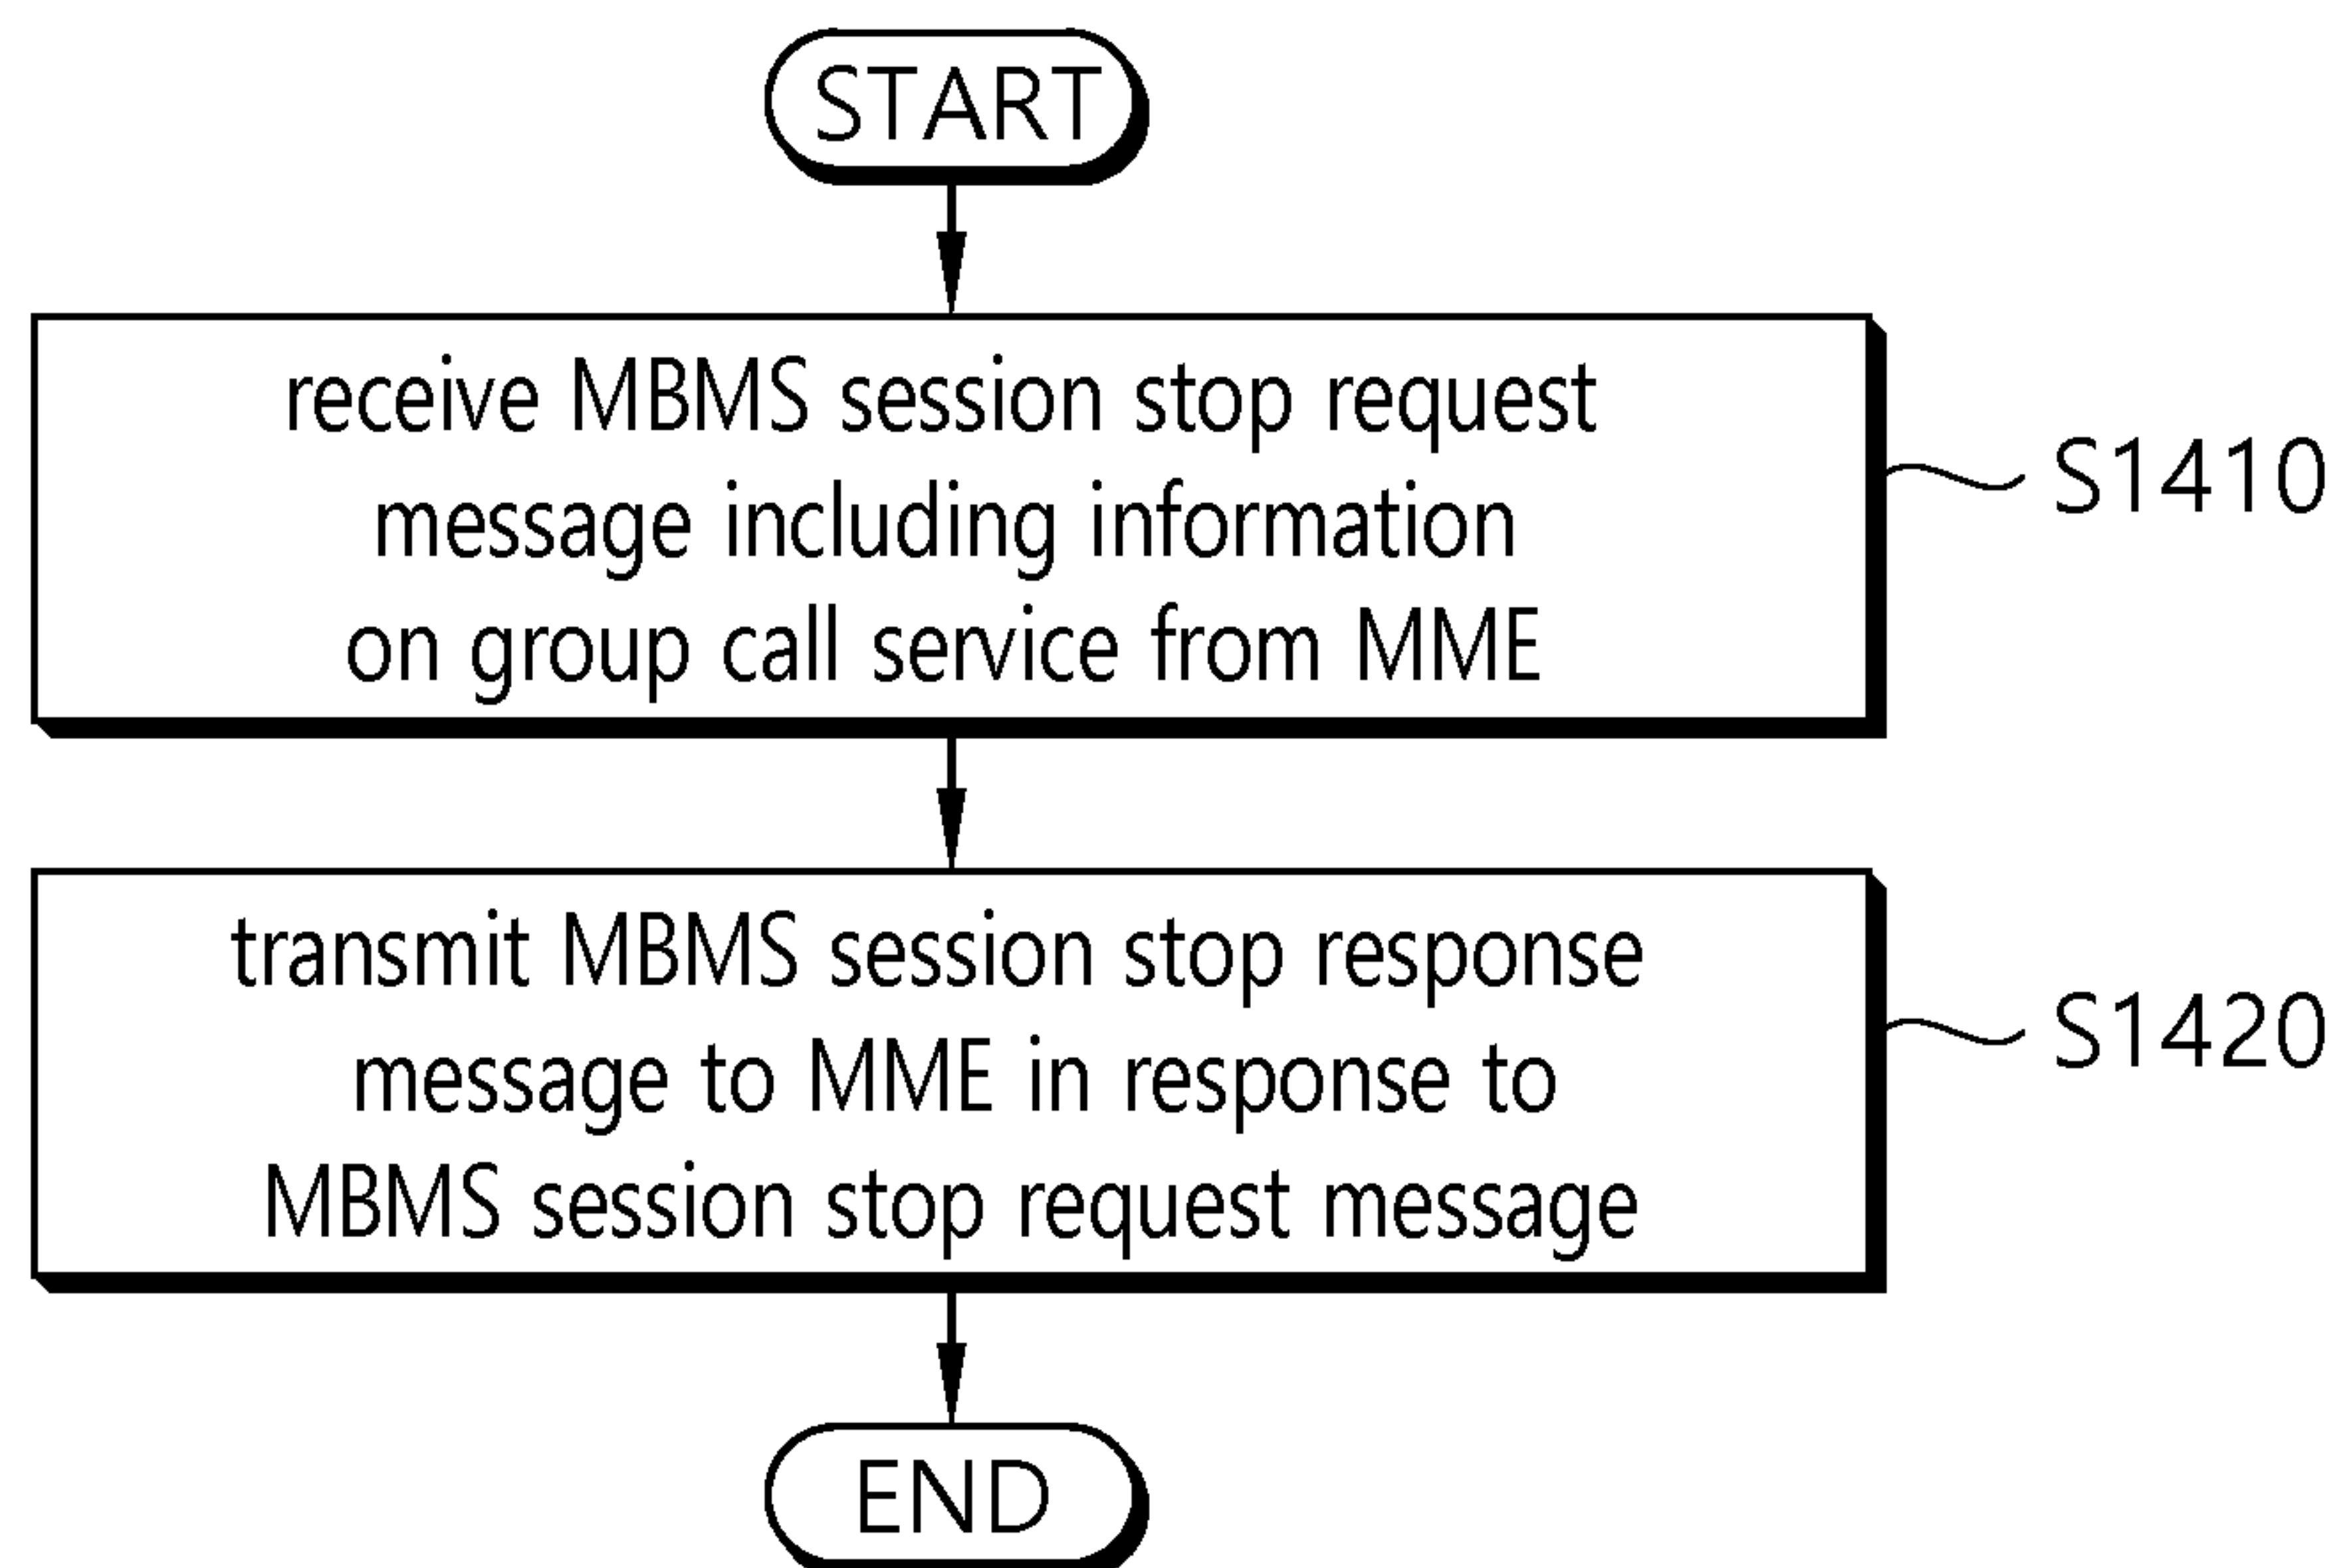 START
receive MBMS session stop request
message including information
on group call service from MME
S1410
transmit MBMS session stop response
message to MME in response to
MBMS session stop request message
S1420
END